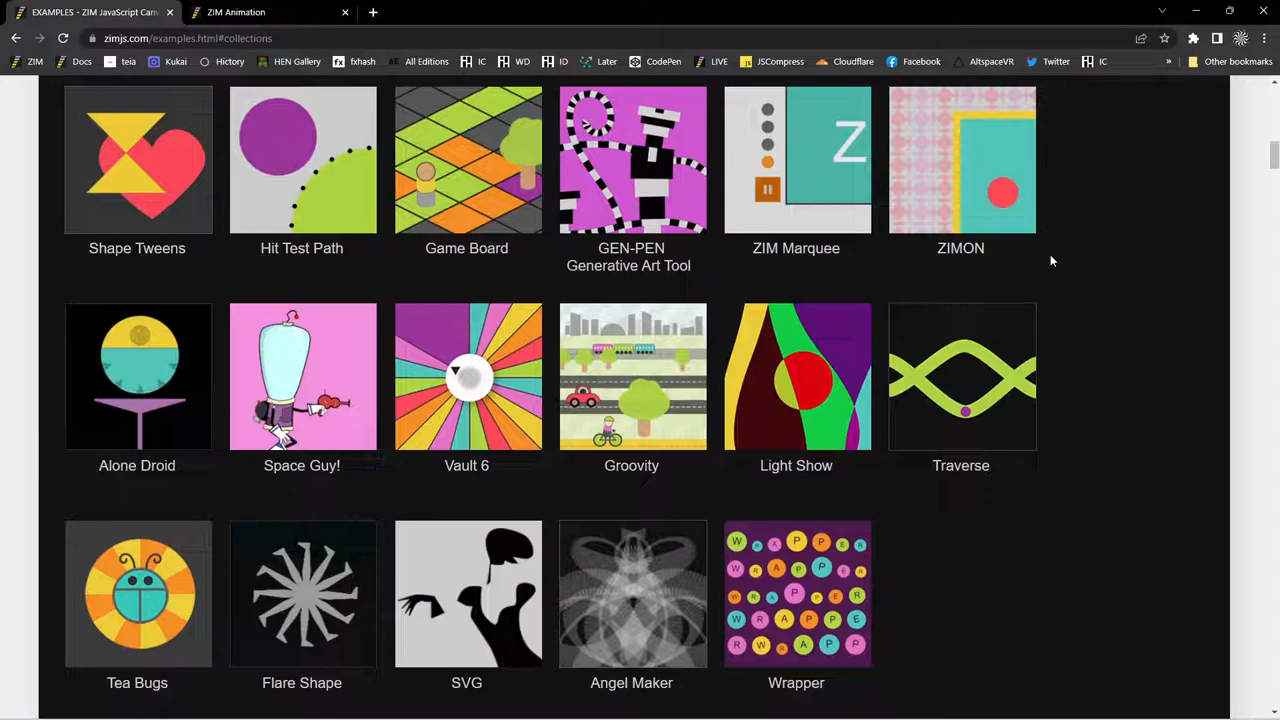 EXAMPLES - ZIM JavaScript Canv
ZIM Animation
zimjs.com/examples.html#collections
ZIM
Docs
teia
Kukai
Hictory
HEN Gallery
fxhash
All Editions
IC
WD
ID
Later
CodePen
LIVE
JSCompress
Cloudflare
Facebook
AltspaceVR
Twitter
IC
»
Other bookmarks
Z
Shape Tweens
Hit Test Path
Game Board
GEN-PEN
Generative Art Tool
ZIM Marquee
ZIMON
Alone Droid
Space Guy!
Vault 6
Groovity
Light Show
Traverse
W A P P E R
W R A P P E R
W R A P P E R
W R A P P E
R W A P P
Tea Bugs
Flare Shape
SVG
Angel Maker
Wrapper